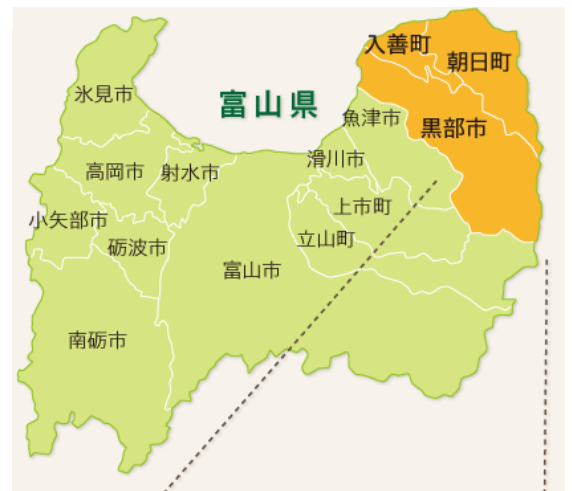 入善町
朝日町
氷見市
富山県
魚津市
黒部市
高岡市
射水市
滑川市
小矢部市
上市町
砺波市
立山町
富山市
南砺市